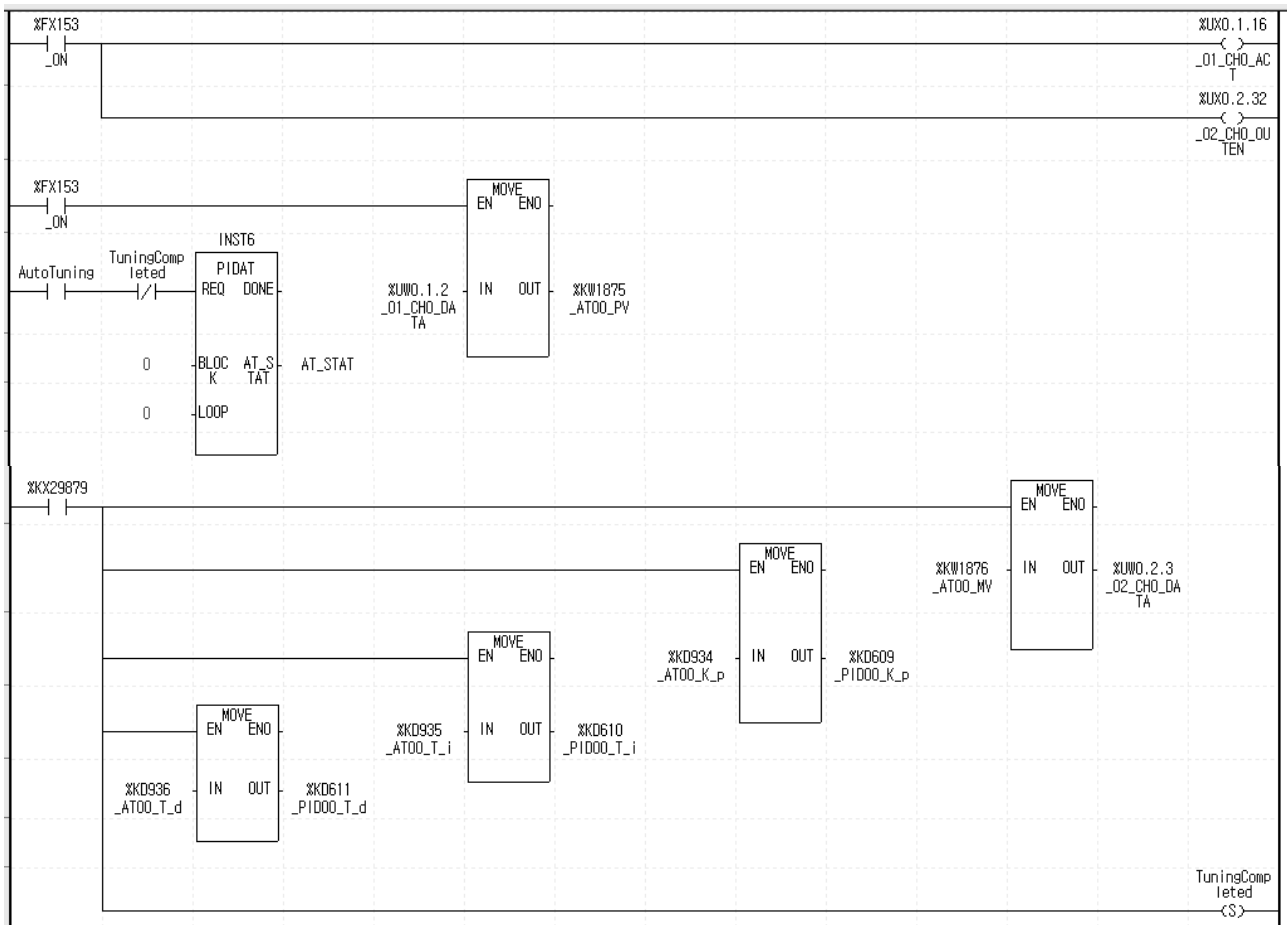 %FX153
%UX0.1.16
_ON
_01_CH0_AC
T
%UX0.2.32
_02_CH0_OU
TEN
%FX153
MOVE
EN ENO
_ON
INST6
AutoTuning
TuningComp
leted
PIDAT
REQ DONE
%UW0.1.2
_01_CH0_DA
TA
IN OUT
%KW1875
_AT00_PV
0
BLOC
K
AT_S
TAT
AT_STAT
0
LOOP
%KX29879
MOVE
EN ENO
MOVE
EN ENO
%KW1876
_AT00_MV
IN OUT
%UW0.2.3
_02_CH0_DA
TA
MOVE
EN ENO
%KD934
_AT00_K_p
IN OUT
%KD609
_PID00_K_p
MOVE
EN ENO
%KD935
_AT00_T_i
IN OUT
%KD610
_PID00_T_i
%KD936
_AT00_T_d
IN OUT
%KD611
_PID00_T_d
TuningComp
leted
(S)